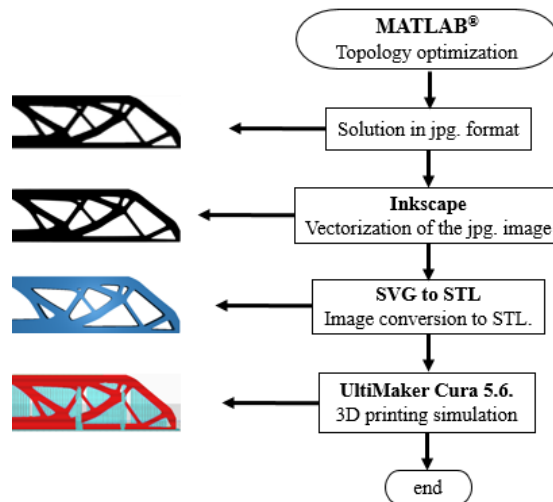 MATLAB®
Topology optimization
Solution in jpg. format
Inkscape
Vectorization of the jpg. image
SVG to STL
Image conversion to STL.
UltiMaker Cura 5.6.
3D printing simulation
end